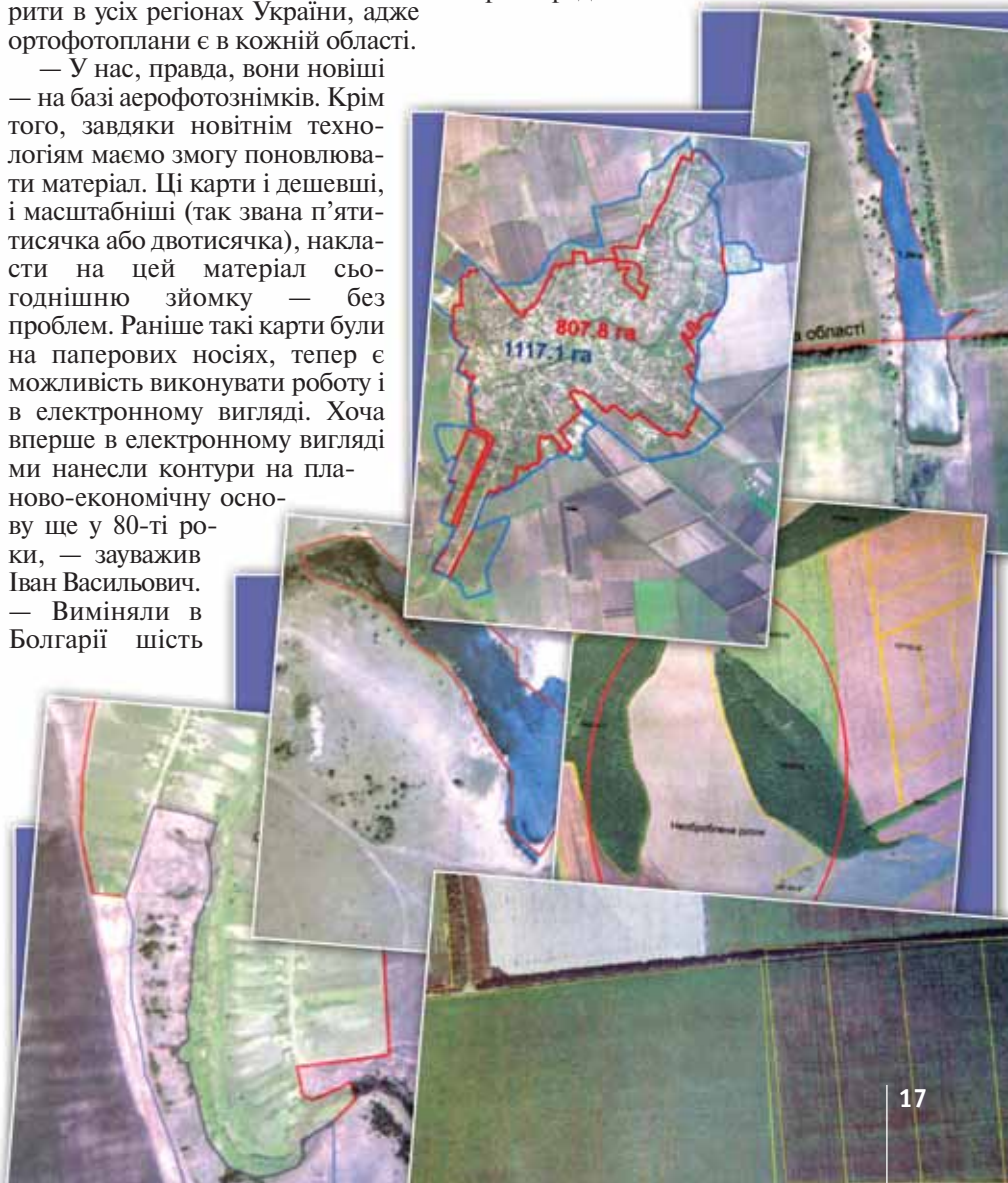 рити в усіх регіонах України, адже
ортофотоплани є в кожній області.
— У нас, правда, вони новіші
— на базі аерофотознімків. Крім
того, завдяки новітнім техно-
логіям маємо змогу поновлюва-
ти матеріал. Ці карти і дешевші,
і масштабніші (так звана п’яти-
тисячка або двотисячка), накла-
сти на цей матеріал сьо-
годнішню зйомку — без
проблем. Раніше такі карти були
на паперових носіях, тепер є
можливість виконувати роботу і
в електронному вигляді. Хоча
вперше в електронному вигляді
ми нанесли контури на пла-
ново-економічну осно-
ву ще у 80-ті ро-
ки, — зауважив
Іван Васильович.
— Виміняли в
Болгарії шість
807.8 га
1117.1 га
а області
Необроблена рілля
17